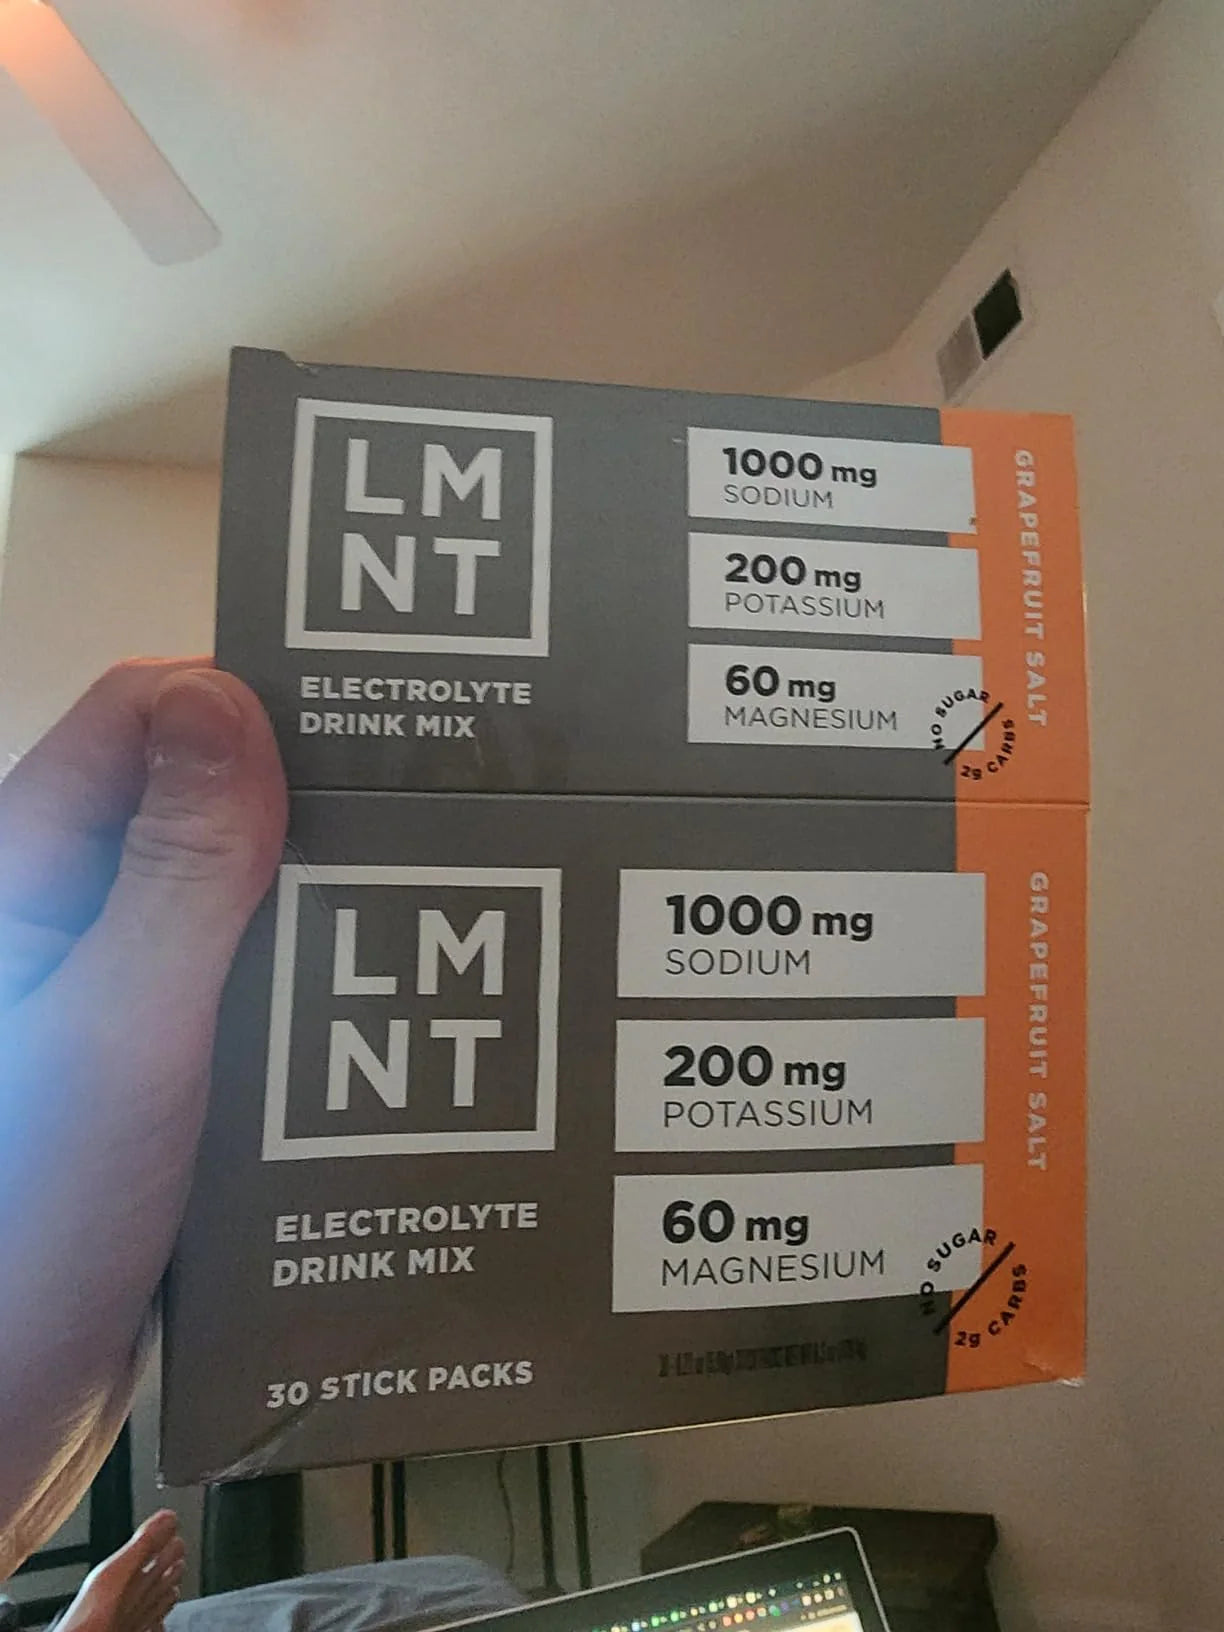 LM
NT
ELECTROLYTE
DRINK MIX
1000 mg
SODIUM
200 mg
POTASSIUM
60 mg
MAGNESIUM
NO SUGAR
2g CARBS
GRAPEFRUIT SALT
LM
NT
ELECTROLYTE
DRINK MIX
30 STICK PACKS
1000 mg
SODIUM
200 mg
POTASSIUM
60 mg
MAGNESIUM
NO SUGAR
2g CARBS
GRAPEFRUIT SALT